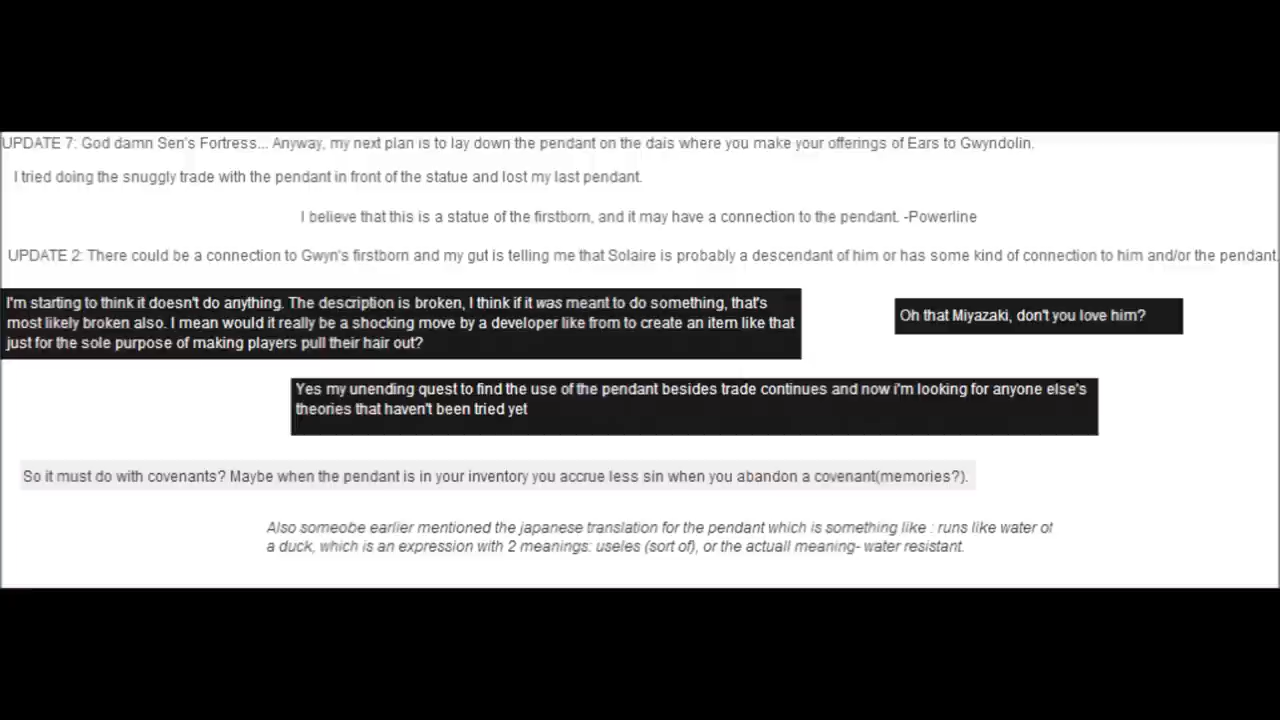 UPDATE 7: God damn Sen's Fortress... Anyway, my next plan is to lay down the pendant on the dais where you make your offerings of Ears to Gwyndolin.
I tried doing the snuggly trade with the pendant in front of the statue and lost my last pendant.
I believe that this is a statue of the firstborn, and it may have a connection to the pendant. -Powerline
UPDATE 2: There could be a connection to Gwyn's firstborn and my gut is telling me that Solaire is probably a descendant of him or has some kind of connection to him and/or the pendant.
I'm starting to think it doesn't do anything. The description is broken, I think if it was meant to do something, that's
most likely broken also. I mean would it really be a shocking move by a developer like from to create an item like that
just for the sole purpose of making players pull their hair out?
Oh that Miyazaki, don't you love him?
Yes my unending quest to find the use of the pendant besides trade continues and now i'm looking for anyone else's
theories that haven't been tried yet
So it must do with covenants? Maybe when the pendant is in your inventory you accrue less sin when you abandon a covenant(memories?).
Also someobe earlier mentioned the japanese translation for the pendant which is something like : runs like water of
a duck, which is an expression with 2 meanings: useles (sort of), or the actuall meaning- water resistant.